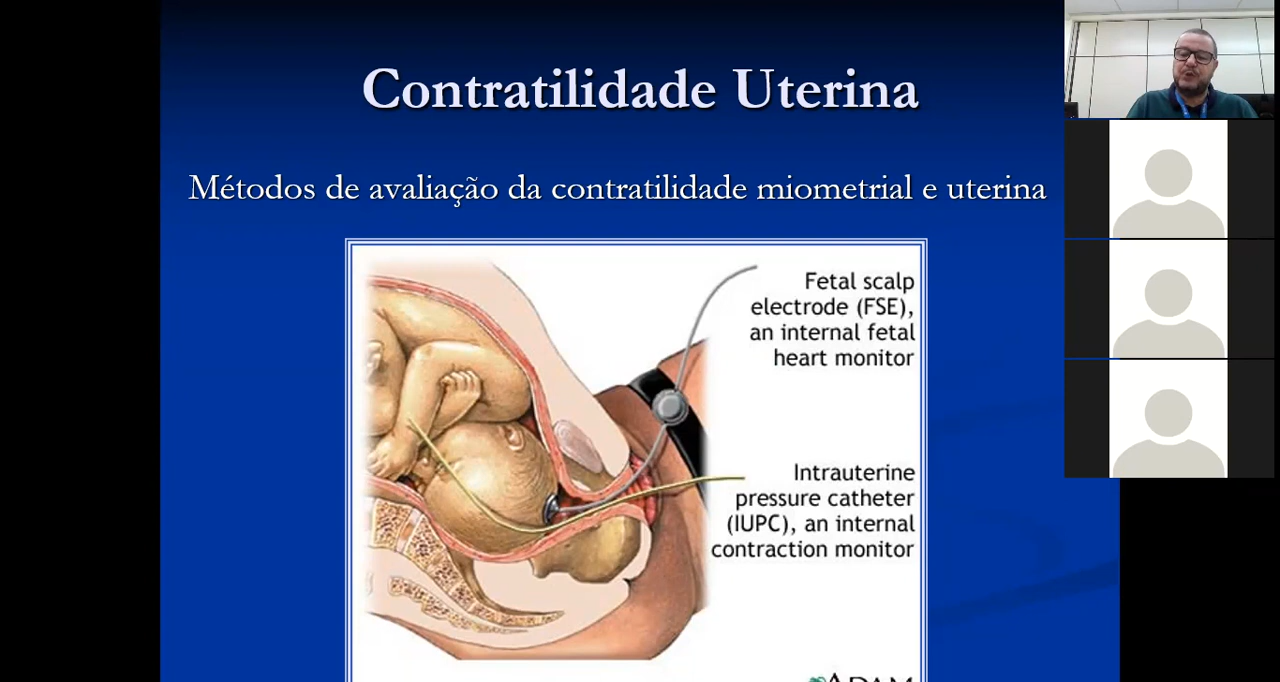 Contratilidade Uterina
Métodos de avaliação da contratilidade miometrial e uterina
Fetal scalp
electrode (FSE),
an internal fetal
heart monitor
Intrauterine
pressure catheter
(IUPC), an internal
contraction monitor
ADAM